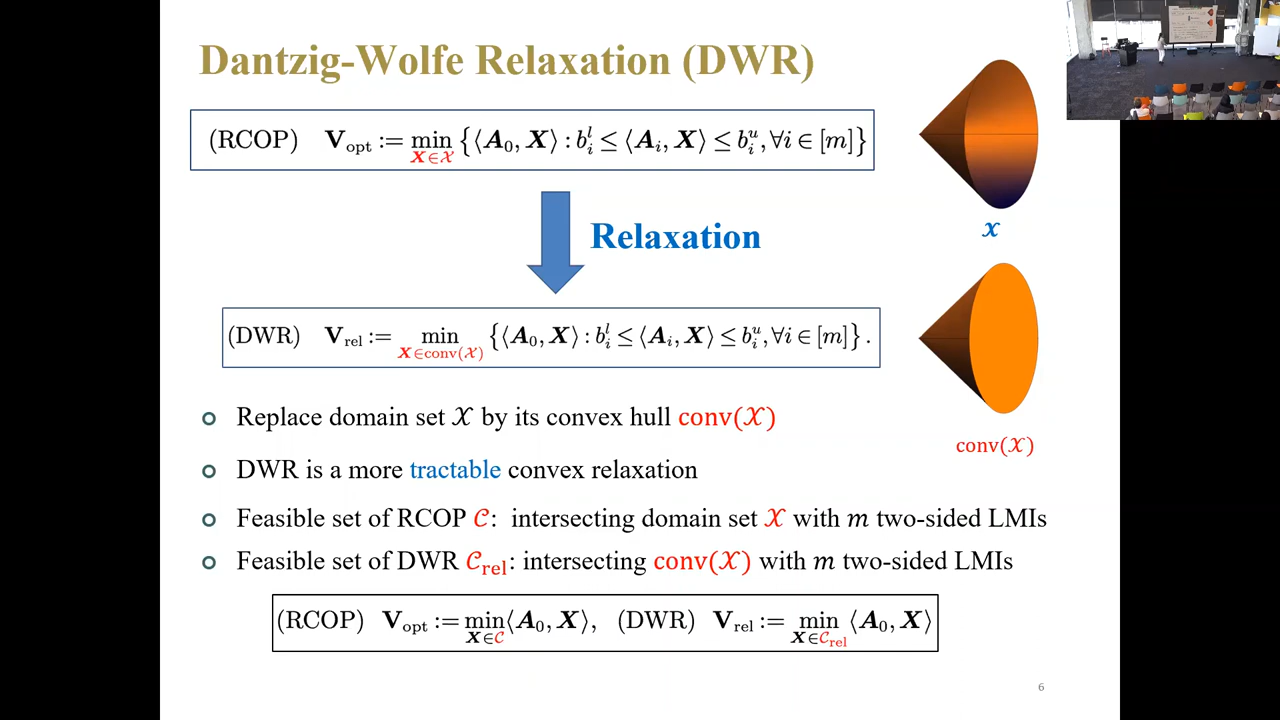 Dantzig-Wolfe Relaxation (DWR)
(RCOP) V_opt := min_{X∈𝒳} {⟨A_0, X⟩ : b_i^l ≤ ⟨A_i, X⟩ ≤ b_i^u, ∀i ∈ [m]}
𝒳
Relaxation
(DWR) V_rel := min_{X∈conv(𝒳)} {⟨A_0, X⟩ : b_i^l ≤ ⟨A_i, X⟩ ≤ b_i^u, ∀i ∈ [m]}.
Replace domain set 𝒳 by its convex hull conv(𝒳)
conv(𝒳)
DWR is a more tractable convex relaxation
Feasible set of RCOP 𝒞: intersecting domain set 𝒳 with m two-sided LMIs
Feasible set of DWR 𝒞_rel: intersecting conv(𝒳) with m two-sided LMIs
(RCOP) V_opt := min_{X∈𝒞} ⟨A_0, X⟩, (DWR) V_rel := min_{X∈𝒞_rel} ⟨A_0, X⟩
6